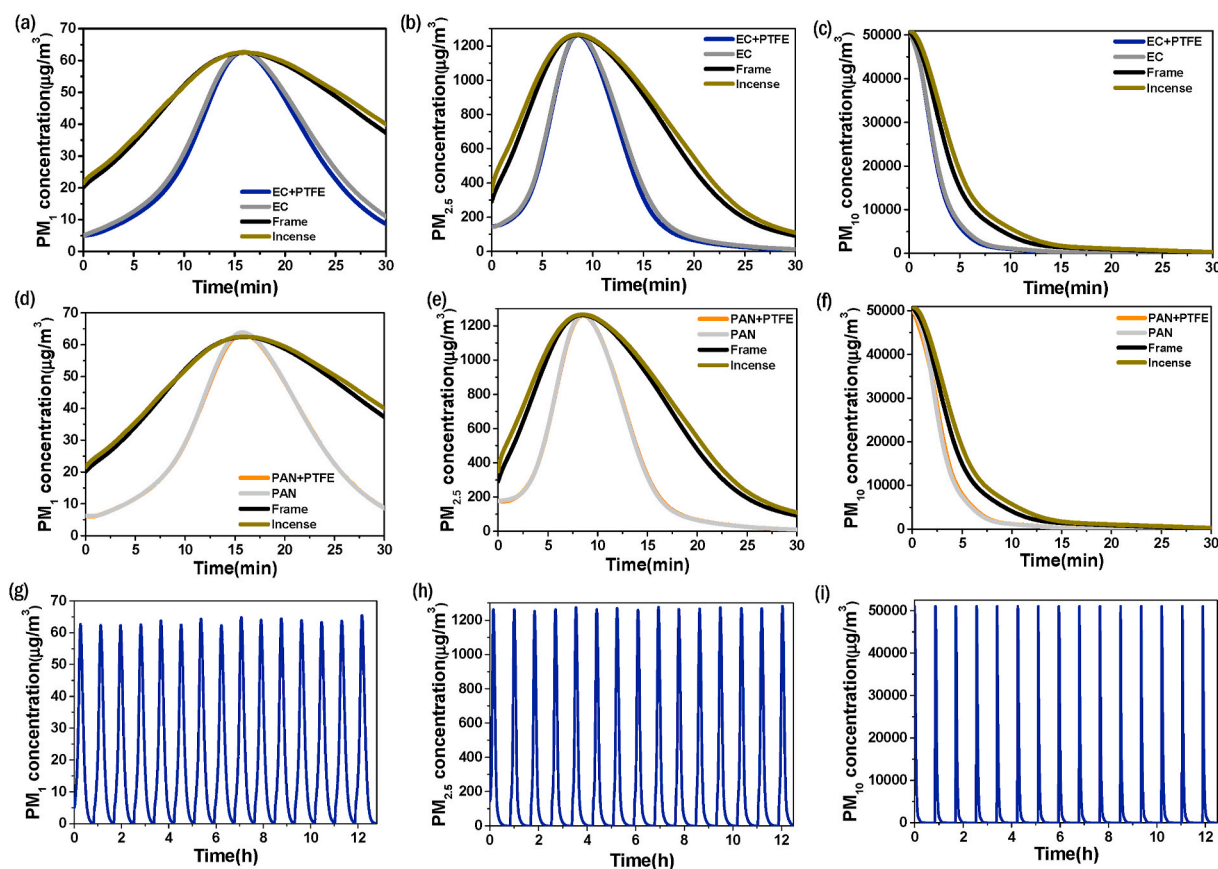 (a)
PM1 concentration(μg/m³)
70
60
50
40
30
20
10
0
EC+PTFE
EC
Frame
Incense
0 5 10 15 20 25 30
Time(min)
(b)
PM2.5 concentration(μg/m³)
1200
1000
800
600
400
200
0
EC+PTFE
EC
Frame
Incense
0 5 10 15 20 25 30
Time(min)
(c)
PM10 concentration(μg/m³)
50000
40000
30000
20000
10000
0
EC+PTFE
EC
Frame
Incense
0 5 10 15 20 25 30
Time(min)
(d)
PM1 concentration(μg/m³)
70
60
50
40
30
20
10
0
PAN+PTFE
PAN
Frame
Incense
0 5 10 15 20 25 30
Time(min)
(e)
PM2.5 concentration(μg/m³)
1200
1000
800
600
400
200
0
PAN+PTFE
PAN
Frame
Incense
0 5 10 15 20 25 30
Time(min)
(f)
PM10 concentration(μg/m³)
50000
40000
30000
20000
10000
0
PAN+PTFE
PAN
Frame
Incense
0 5 10 15 20 25 30
Time(min)
(g)
PM1 concentration(μg/m³)
70
60
50
40
30
20
10
0
0 2 4 6 8 10 12
Time(h)
(h)
PM2.5 concentration(μg/m³)
1200
1000
800
600
400
200
0
0 2 4 6 8 10 12
Time(h)
(i)
PM10 concentration(μg/m³)
50000
40000
30000
20000
10000
0
0 2 4 6 8 10 12
Time(h)